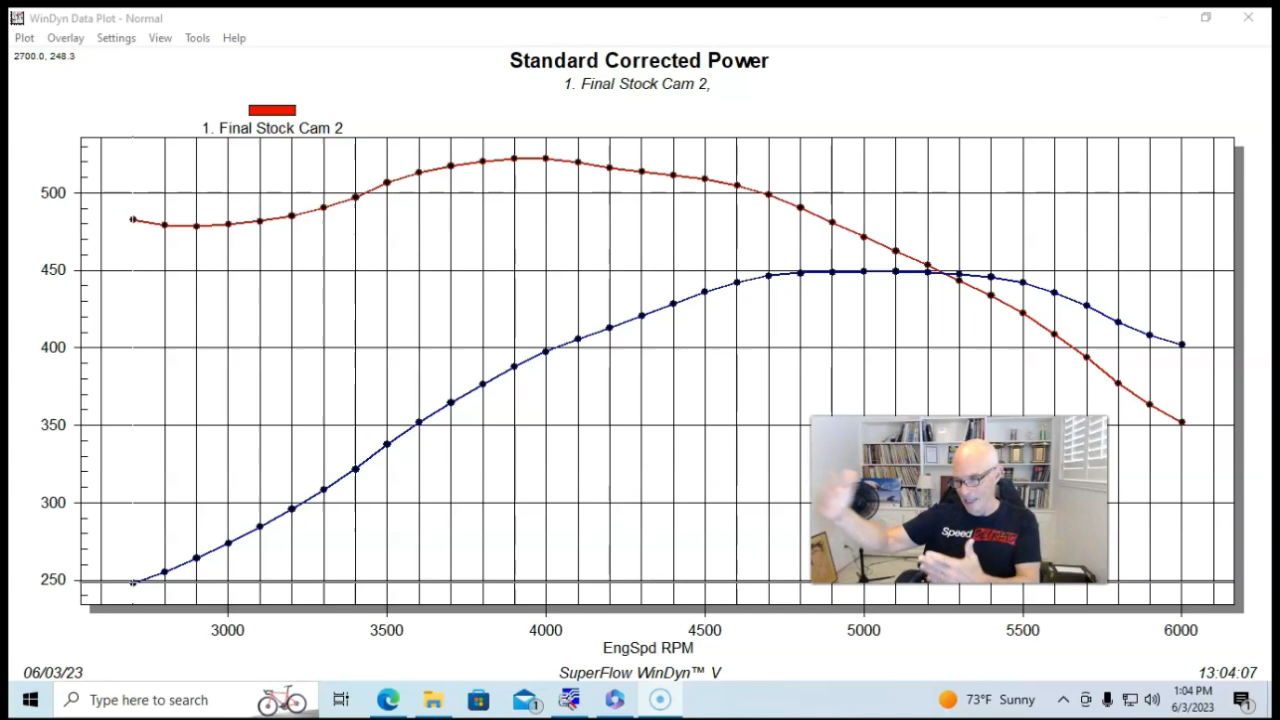 WinDyn Data Plot - Normal
Plot Overlay Settings View Tools Help
2700.0, 248.3
Standard Corrected Power
1. Final Stock Cam 2,
1. Final Stock Cam 2
500
450
400
350
300
250
3000 3500 4000 4500 5000 5500 6000
EngSpd RPM
Speed
06/03/23 SuperFlow WinDyn™ V 13:04:07
Type here to search
1
73°F Sunny
1:04 PM
6/3/2023
1